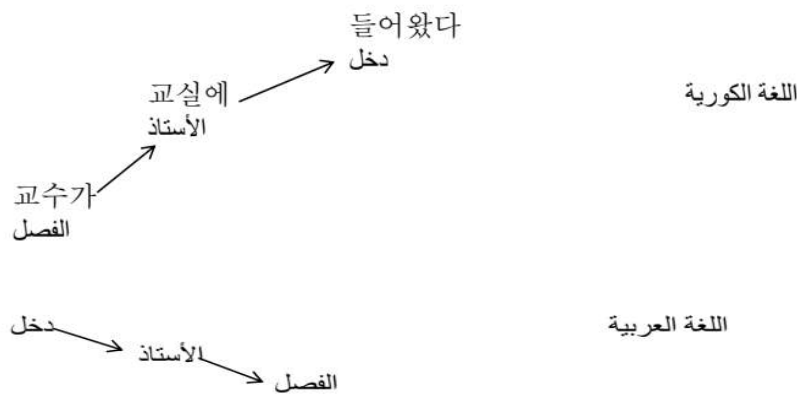 들어왔다
دخل
교실에
الأستاذ
اللغة الكورية
교수가
الفصل
دخل
الأستاذ
الفصل
اللغة العربية